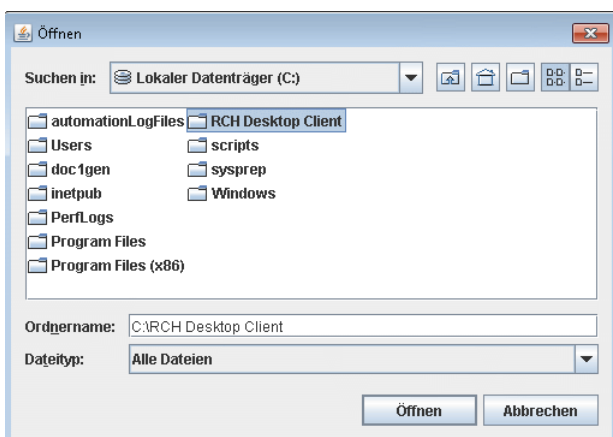 Öffnen
Suchen in: Lokaler Datenträger (C:)
automationLogFiles RCH Desktop Client
Users scripts
doc1gen sysprep
inetpub Windows
PerfLogs
Program Files
Program Files (x86)
Ordnername: C:\RCH Desktop Client
Dateityp: Alle Dateien
Öffnen Abbrechen